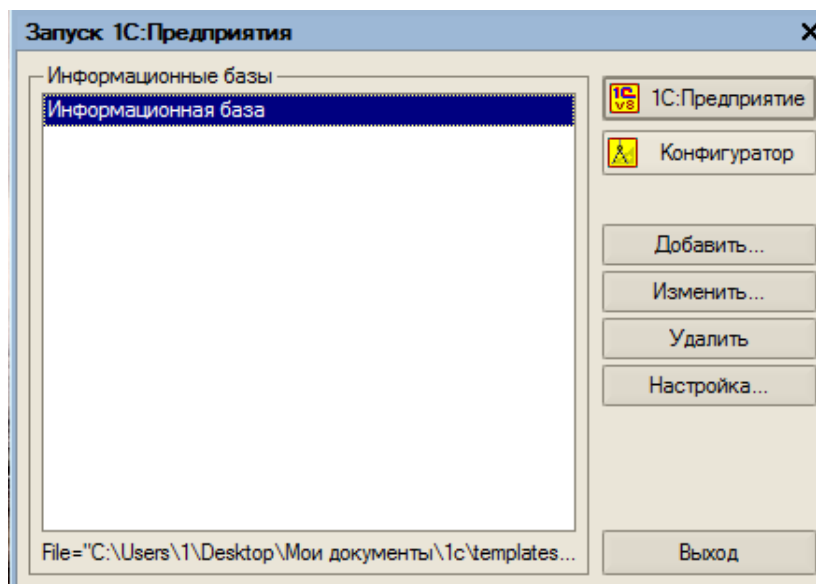 Запуск 1С:Предприятия
Информационные базы
Информационная база
1С:Предприятие
Конфигуратор
Добавить...
Изменить...
Удалить
Настройка...
File="C:\Users\1\Desktop\Мои документы\1c\templates...
Выход